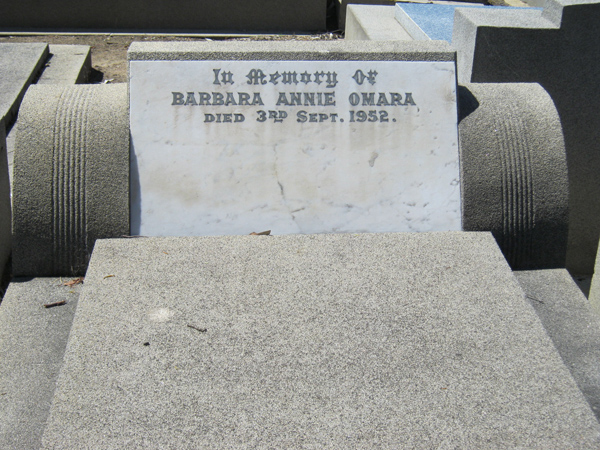 In Memory Of
BARBARA ANNIE OMARA
DIED 3RD SEPT. 1952.